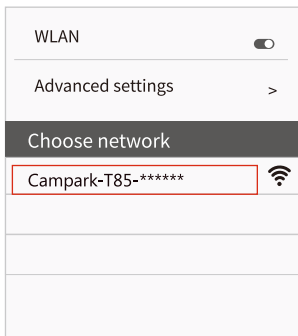 WLAN
Advanced settings >
Choose network
Campark-T85-******